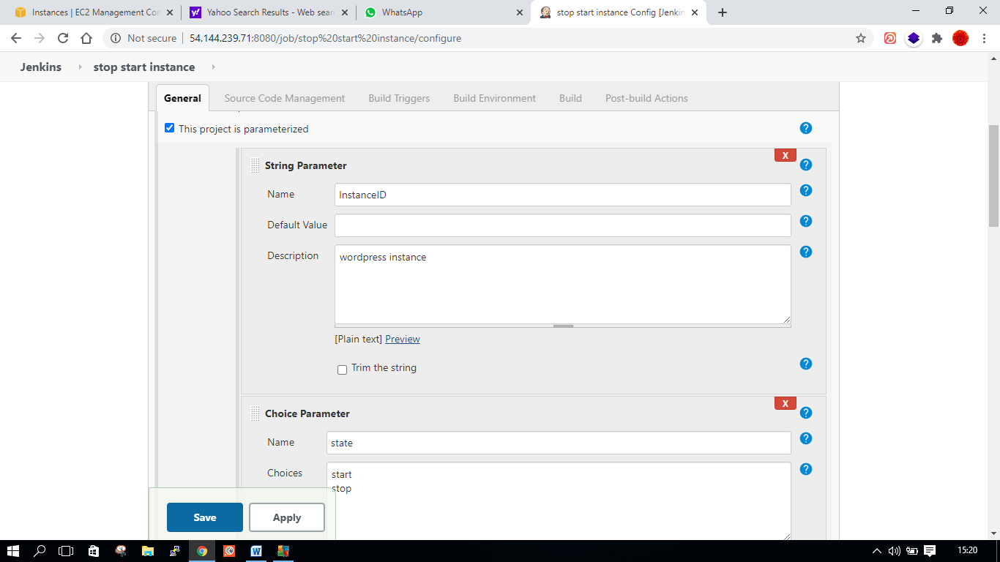 Instances | EC2 Management Con
Yahoo Search Results - Web sear
WhatsApp
stop start instance Config [Jenkin
Not secure | 54.144.239.71:8080/job/stop%20start%20instance/configure
Jenkins
stop start instance
General
Source Code Management
Build Triggers
Build Environment
Build
Post-build Actions
This project is parameterized
X
String Parameter
Name
InstanceID
Default Value
Description
wordpress instance
[Plain text] Preview
Trim the string
X
Choice Parameter
Name
state
Choices
start
stop
Save
Apply
15:20